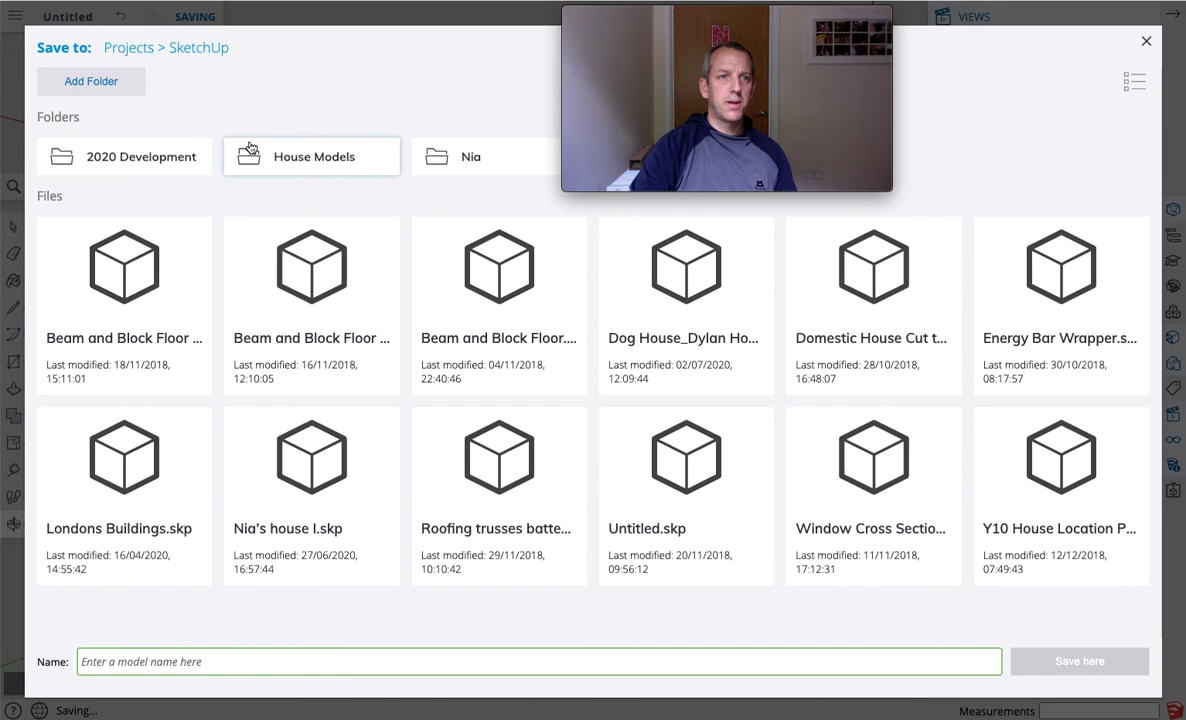 Untitled
SAVING
VIEWS
Save to: Projects > SketchUp
Add Folder
Folders
2020 Development
House Models
Nia
N
Files
Beam and Block Floor ...
Last modified: 18/11/2018,
15:11:01
Beam and Block Floor ...
Last modified: 16/11/2018,
12:10:05
Beam and Block Floor....
Last modified: 04/11/2018,
22:40:46
Dog House_Dylan Ho...
Last modified: 02/07/2020,
12:09:44
Domestic House Cut t...
Last modified: 28/10/2018,
16:48:07
Energy Bar Wrapper.s...
Last modified: 30/10/2018,
08:17:57
Londons Buildings.skp
Last modified: 16/04/2020,
14:55:42
Nia's house I.skp
Last modified: 27/06/2020,
16:57:44
Roofing trusses batte...
Last modified: 29/11/2018,
10:10:42
Untitled.skp
Last modified: 20/11/2018,
09:56:12
Window Cross Sectio...
Last modified: 11/11/2018,
17:12:31
Y10 House Location P...
Last modified: 12/12/2018,
07:49:43
Name: Enter a model name here
Save here
Saving...
Measurements